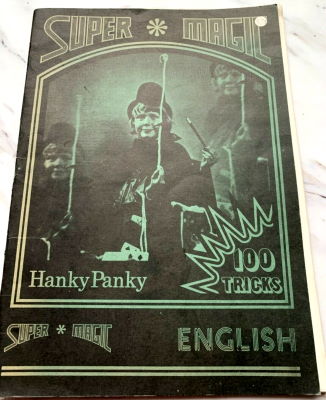 SUPER * MAGIC
Hanky Panky
100
TRICKS
SUPER * MAGIC
ENGLISH